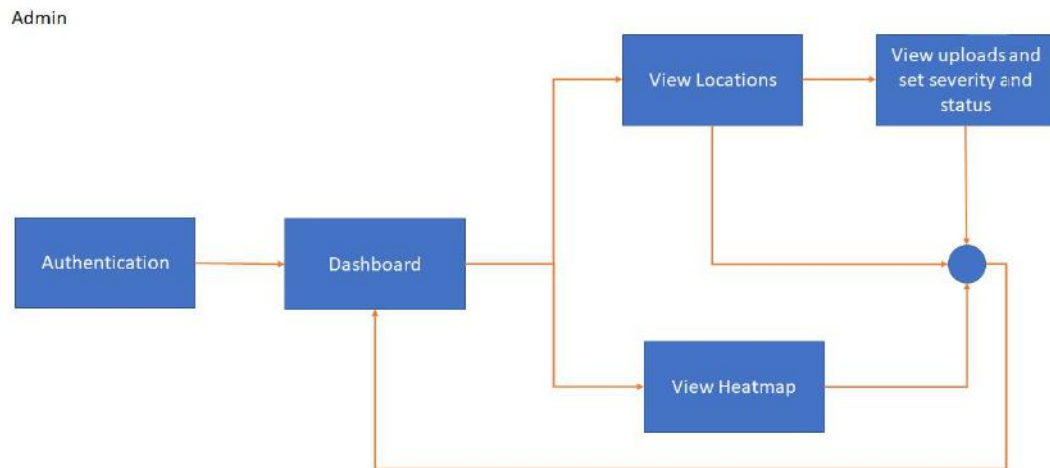 Admin
View Locations
View uploads and
set severity and
status
Authentication
Dashboard
View Heatmap